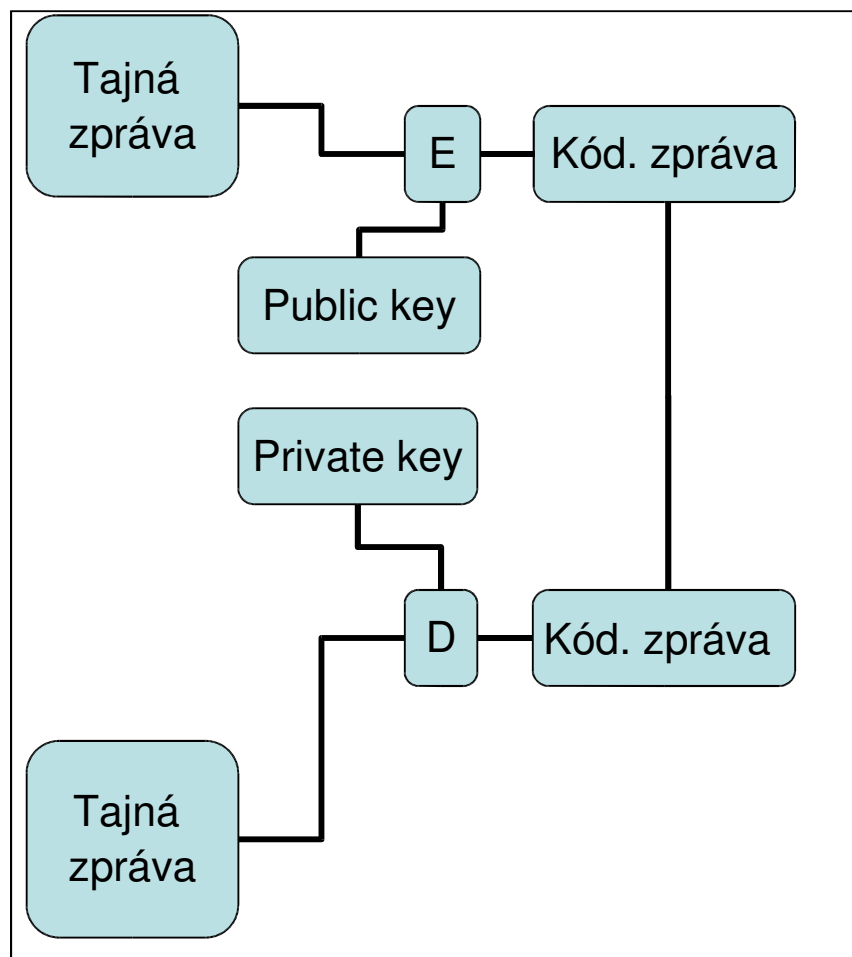 Tajná
zpráva
E
Kód. zpráva
Public key
Private key
D
Kód. zpráva
Tajná
zpráva